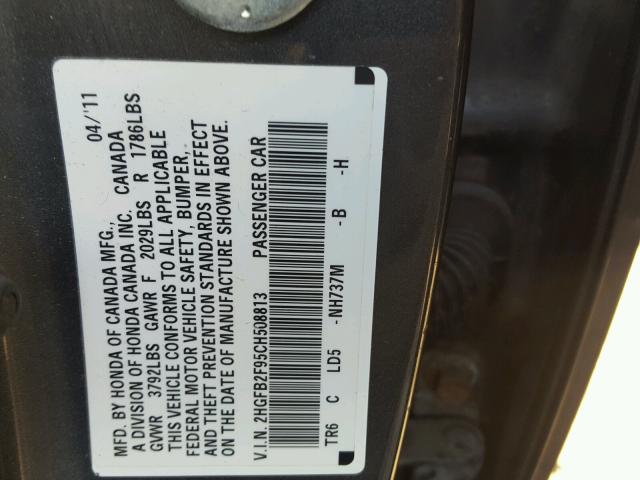 MFD. BY HONDA OF CANADA MFG., 04/'11
A DIVISION OF HONDA CANADA INC. CANADA
GVWR 3792LBS GAWR F 2029LBS R 1786LBS
THIS VEHICLE CONFORMS TO ALL APPLICABLE
FEDERAL MOTOR VEHICLE SAFETY, BUMPER,
AND THEFT PREVENTION STANDARDS IN EFFECT
ON THE DATE OF MANUFACTURE SHOWN ABOVE.
V.I.N. 2HGFB2F95CH508813 PASSENGER CAR
TR6 C LD5 -NH737M -B -H